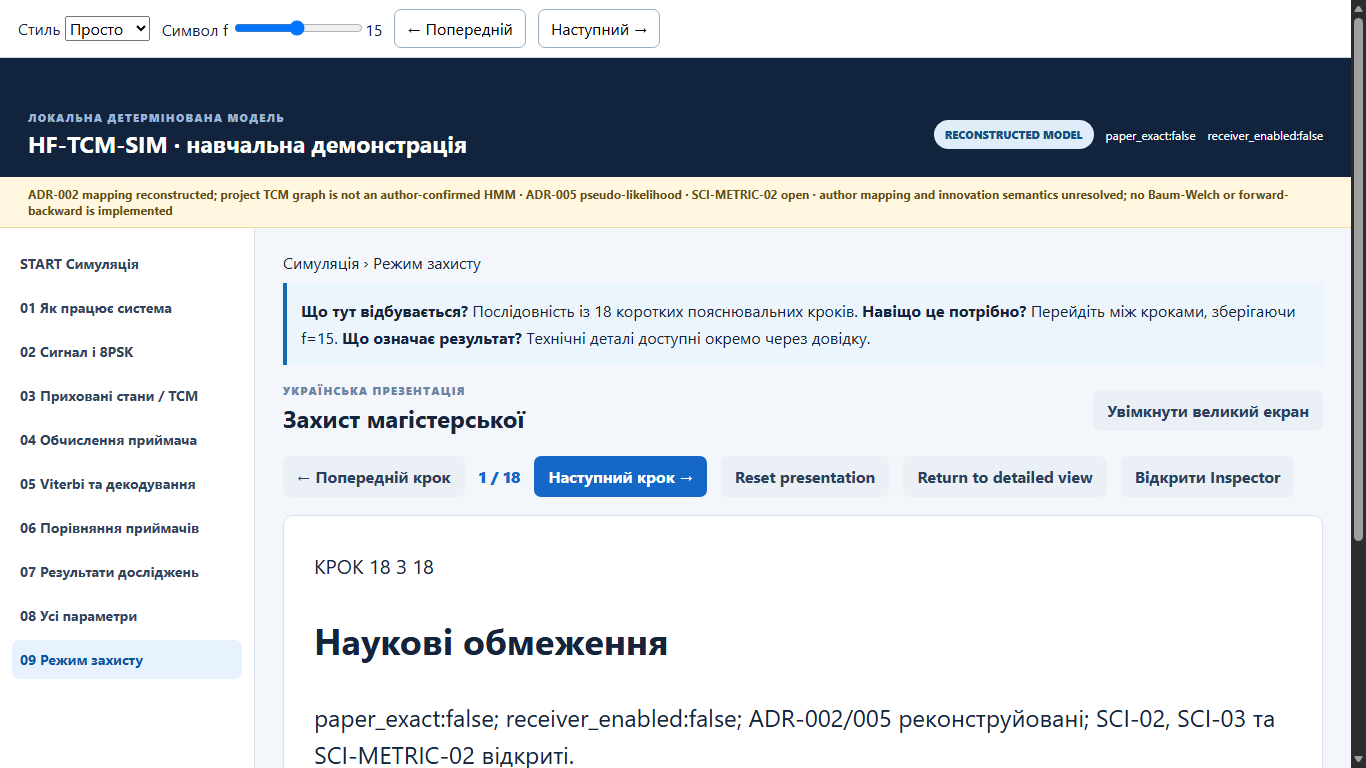 Стиль Просто Символ f 15 ← Попередній Наступний →
ЛОКАЛЬНА ДЕТЕРМІНОВАНА МОДЕЛЬ
HF-TCM-SIM · навчальна демонстрація
RECONSTRUCTED MODEL paper_exact:false receiver_enabled:false
ADR-002 mapping reconstructed; project TCM graph is not an author-confirmed HMM · ADR-005 pseudo-likelihood · SCI-METRIC-02 open · author mapping and innovation semantics unresolved; no Baum-Welch or forward-
backward is implemented
START Симуляція
01 Як працює система
02 Сигнал і 8PSK
03 Приховані стани / TCM
04 Обчислення приймача
05 Viterbi та декодування
06 Порівняння приймачів
07 Результати досліджень
08 Усі параметри
09 Режим захисту
Симуляція › Режим захисту
Що тут відбувається? Послідовність із 18 коротких пояснювальних кроків. Навіщо це потрібно? Перейдіть між кроками, зберігаючи
f=15. Що означає результат? Технічні деталі доступні окремо через довідку.
УКРАЇНСЬКА ПРЕЗЕНТАЦІЯ
Захист магістерської
Увімкнути великий екран
← Попередній крок 1 / 18 Наступний крок → Reset presentation Return to detailed view Відкрити Inspector
КРОК 18 З 18
Наукові обмеження
paper_exact:false; receiver_enabled:false; ADR-002/005 реконструйовані; SCI-02, SCI-03 та
SCI-METRIC-02 відкриті.